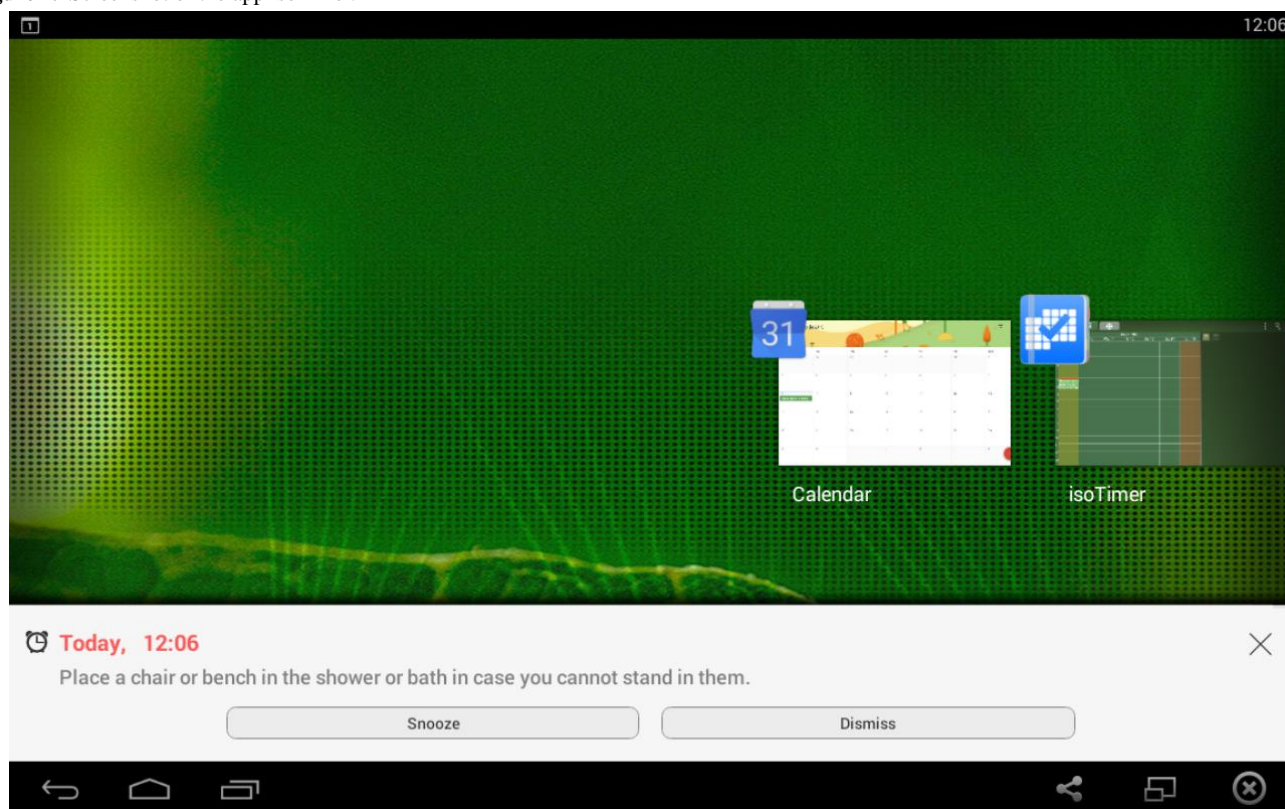 1
12:06
31
Calendar
isoTimer
Today, 12:06
Place a chair or bench in the shower or bath in case you cannot stand in them.
Snooze
Dismiss